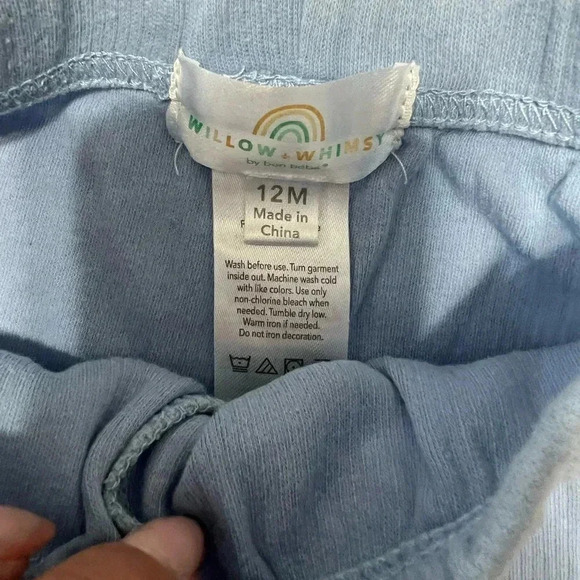 WILLOW & WHIMSY
by bon bébé®
12M
Made in
China
Wash before use. Turn garment
inside out. Machine wash cold
with like colors. Use only
non-chlorine bleach when
needed. Tumble dry low.
Warm iron if needed.
Do not iron decoration.